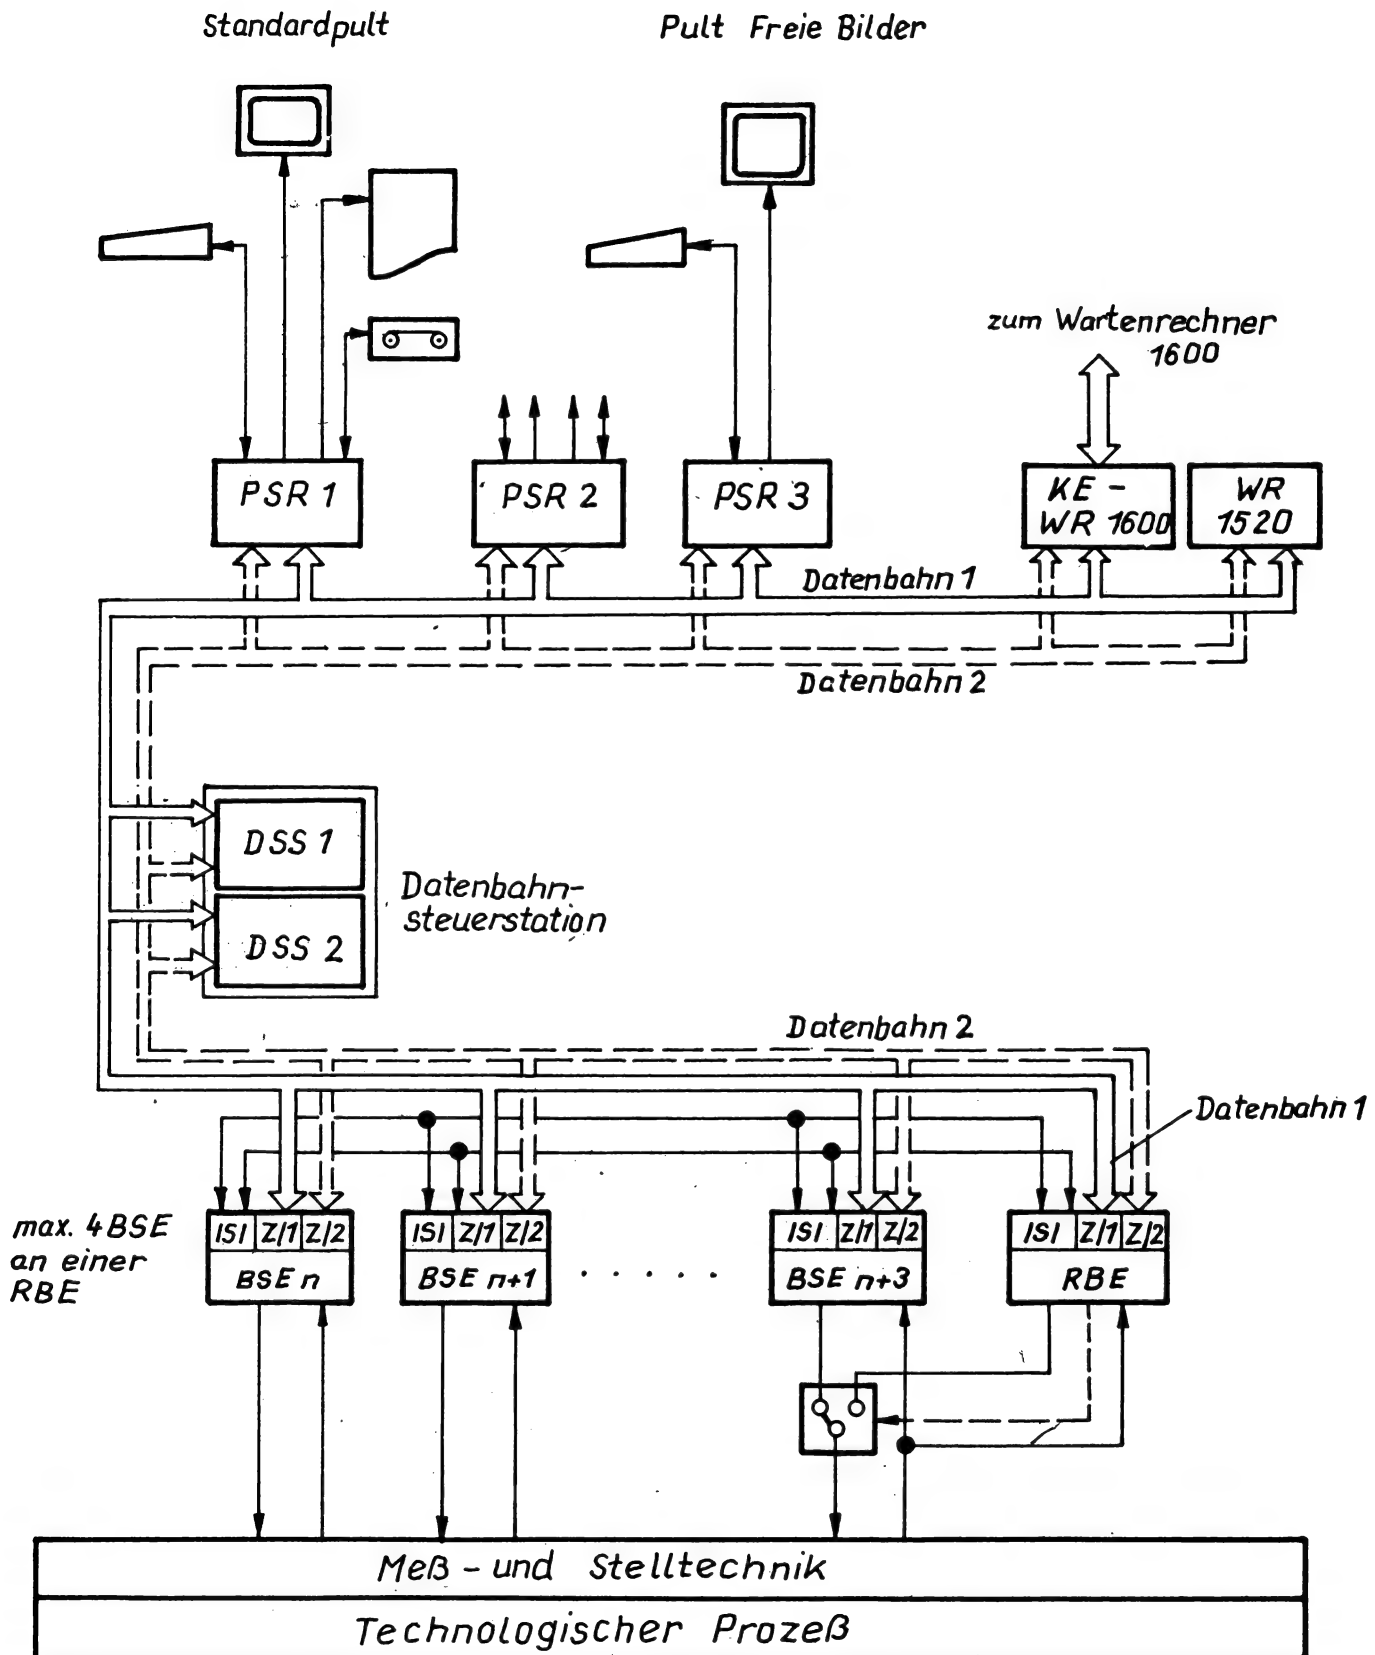 Standardpult
Pult Freie Bilder
zum Wartenrechner
1600
PSR 1
PSR 2
PSR 3
KE -
WR 1600
WR
1520
Datenbahn 1
Datenbahn 2
DSS 1
DSS 2
Datenbahn-
steuerstation
Datenbahn 2
Datenbahn 1
max. 4 BSE
an einer
RBE
ISI Z/1 Z/2
BSE n
ISI Z/1 Z/2
BSE n+1
. . . . .
ISI Z/1 Z/2
BSE n+3
ISI Z/1 Z/2
RBE
Meß - und Stelltechnik
Technologischer Prozeß